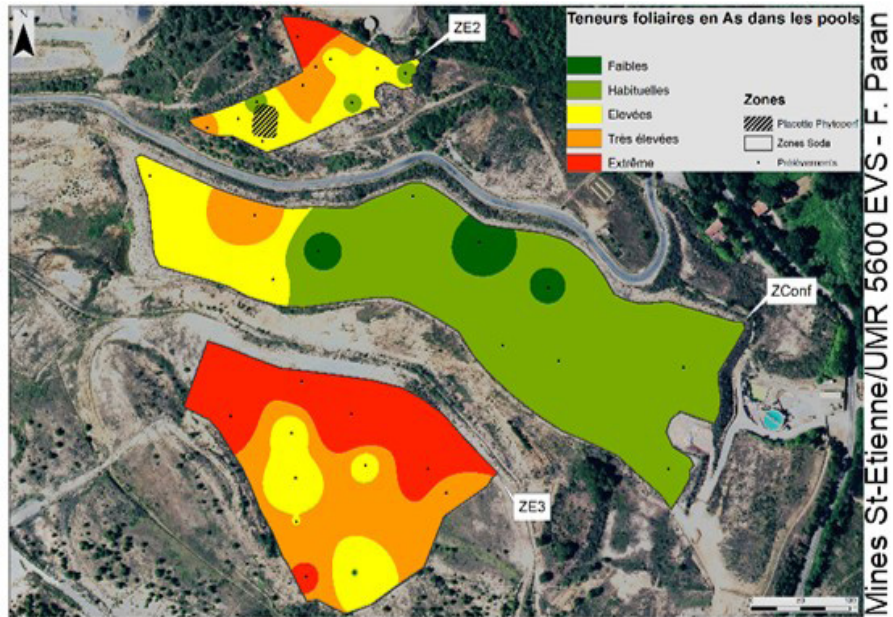 Teneurs foliaires en As dans les pools
Faibles
Habituelles
Elevées
Très élevées
Extrême
Zones
Placette Phytoperf
Zones Soda
Prélèvements
ZE2
ZConf
ZE3
Mines St-Etienne/UMR 5600 EVS - F. Paran